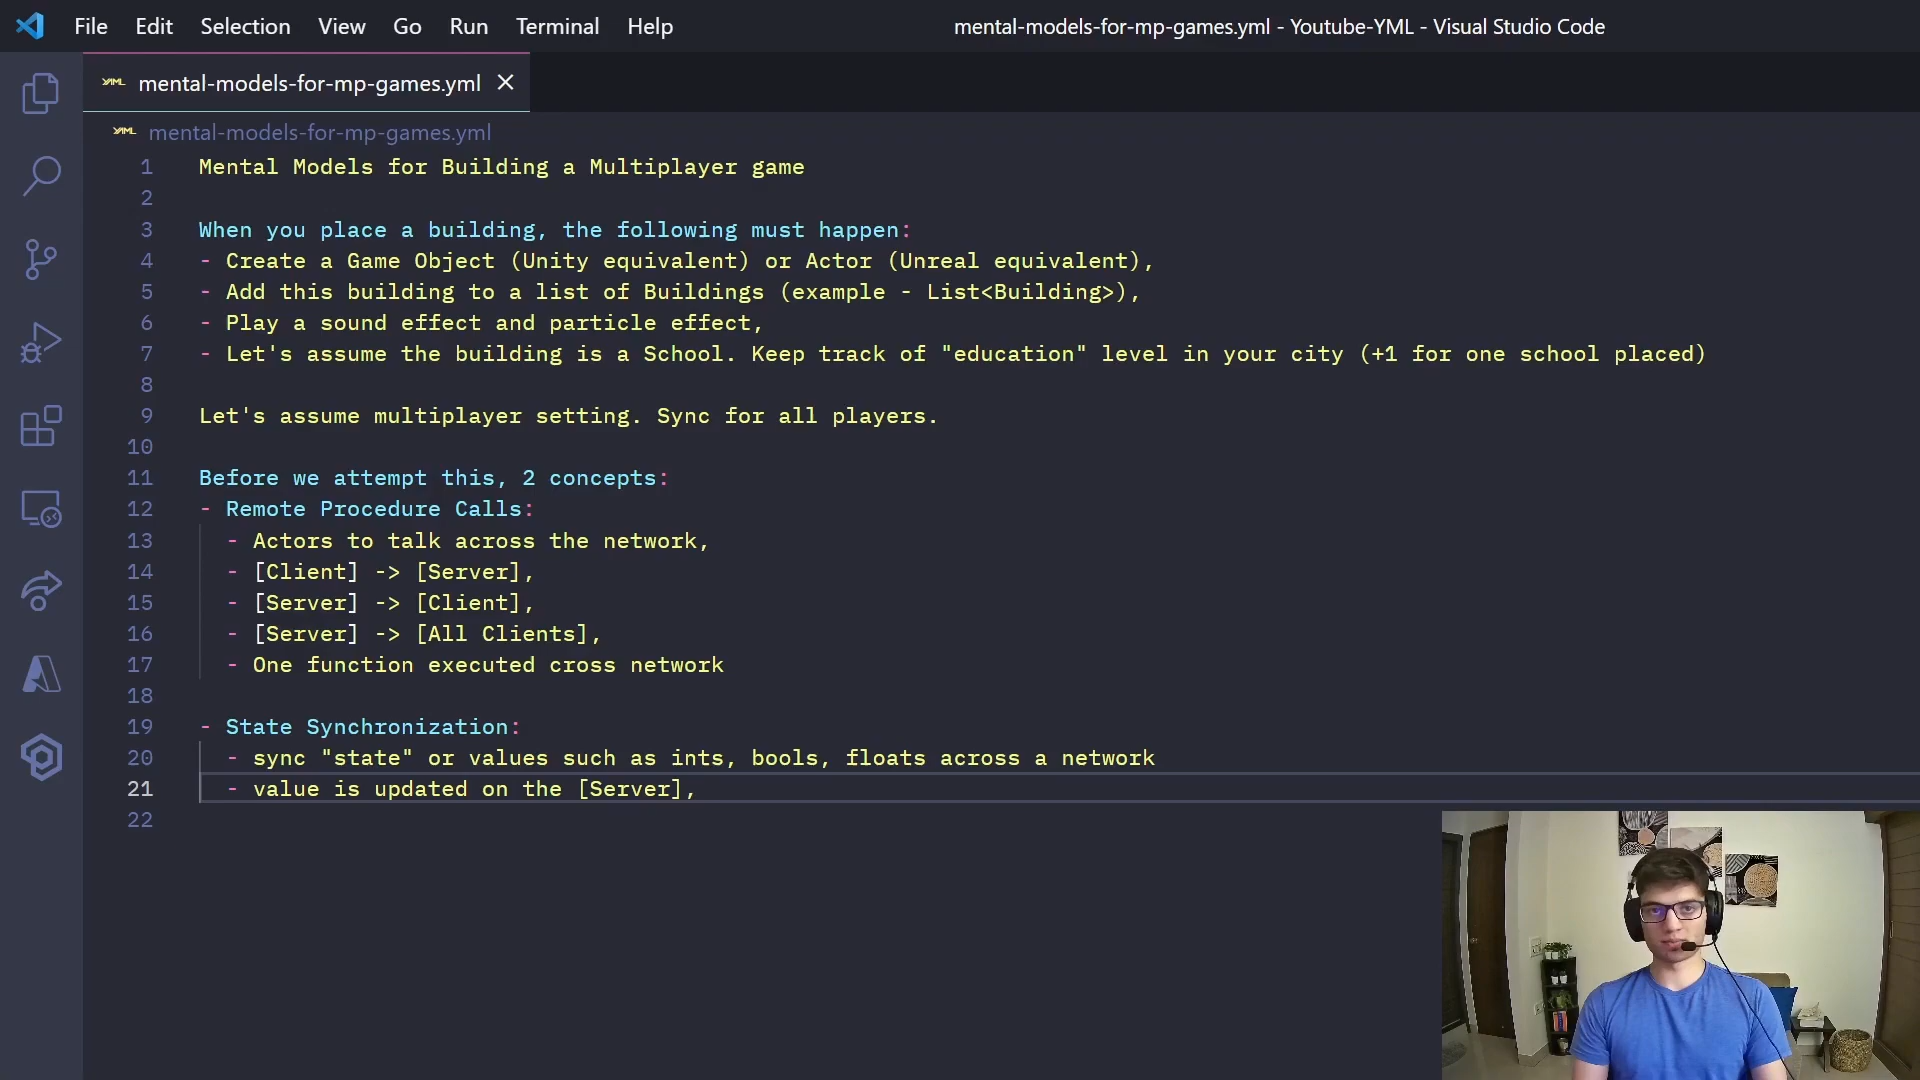 File Edit Selection View Go Run Terminal Help
mental-models-for-mp-games.yml - Youtube-YML - Visual Studio Code
YAML mental-models-for-mp-games.yml
YAML mental-models-for-mp-games.yml
1 Mental Models for Building a Multiplayer game
2
3 When you place a building, the following must happen:
4 - Create a Game Object (Unity equivalent) or Actor (Unreal equivalent),
5 - Add this building to a list of Buildings (example - List<Building>),
6 - Play a sound effect and particle effect,
7 - Let's assume the building is a School. Keep track of "education" level in your city (+1 for one school placed)
8
9 Let's assume multiplayer setting. Sync for all players.
10
11 Before we attempt this, 2 concepts:
12 - Remote Procedure Calls:
13 - Actors to talk across the network,
14 - [Client] -> [Server],
15 - [Server] -> [Client],
16 - [Server] -> [All Clients],
17 - One function executed cross network
18
19 - State Synchronization:
20 - sync "state" or values such as ints, bools, floats across a network
21 - value is updated on the [Server],
22